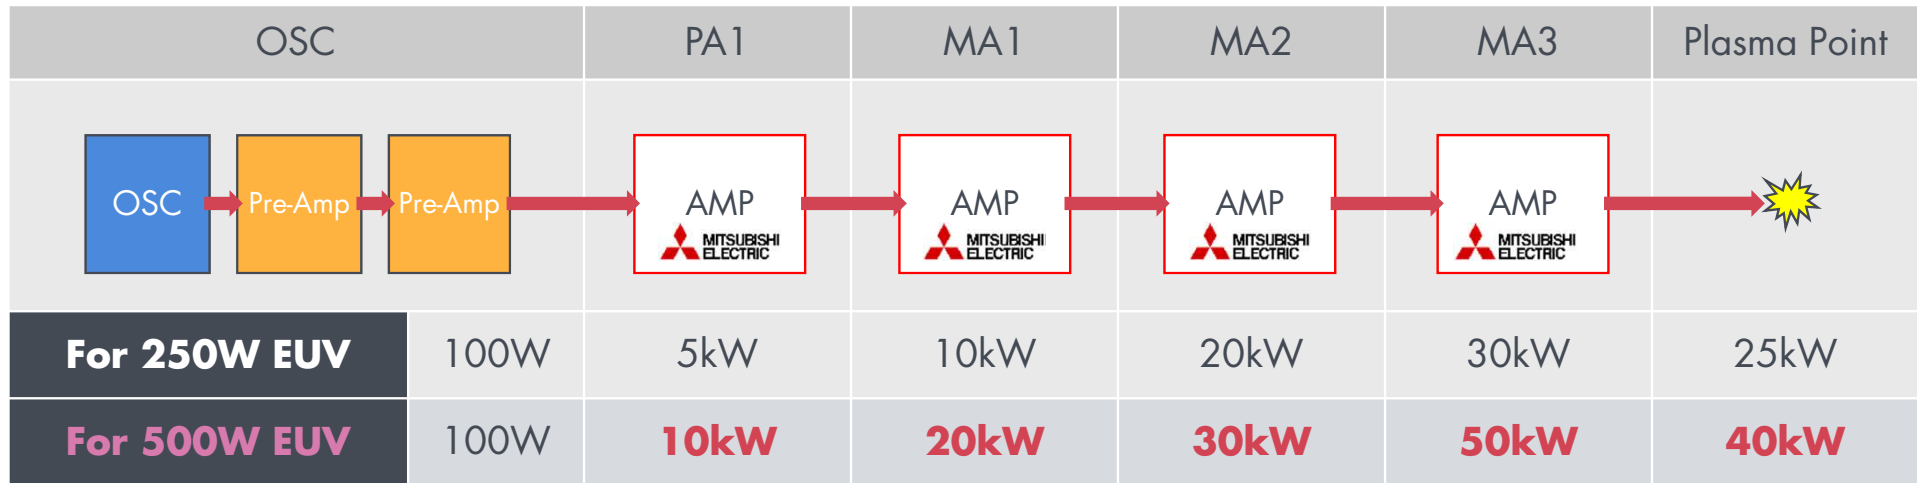 OSC PA1 MA1 MA2 MA3 Plasma Point
OSC Pre-Amp Pre-Amp AMP AMP AMP AMP
MITSUBISHI MITSUBISHI MITSUBISHI MITSUBISHI
ELECTRIC ELECTRIC ELECTRIC ELECTRIC
For 250W EUV 100W 5kW 10kW 20kW 30kW 25kW
For 500W EUV 100W 10kW 20kW 30kW 50kW 40kW